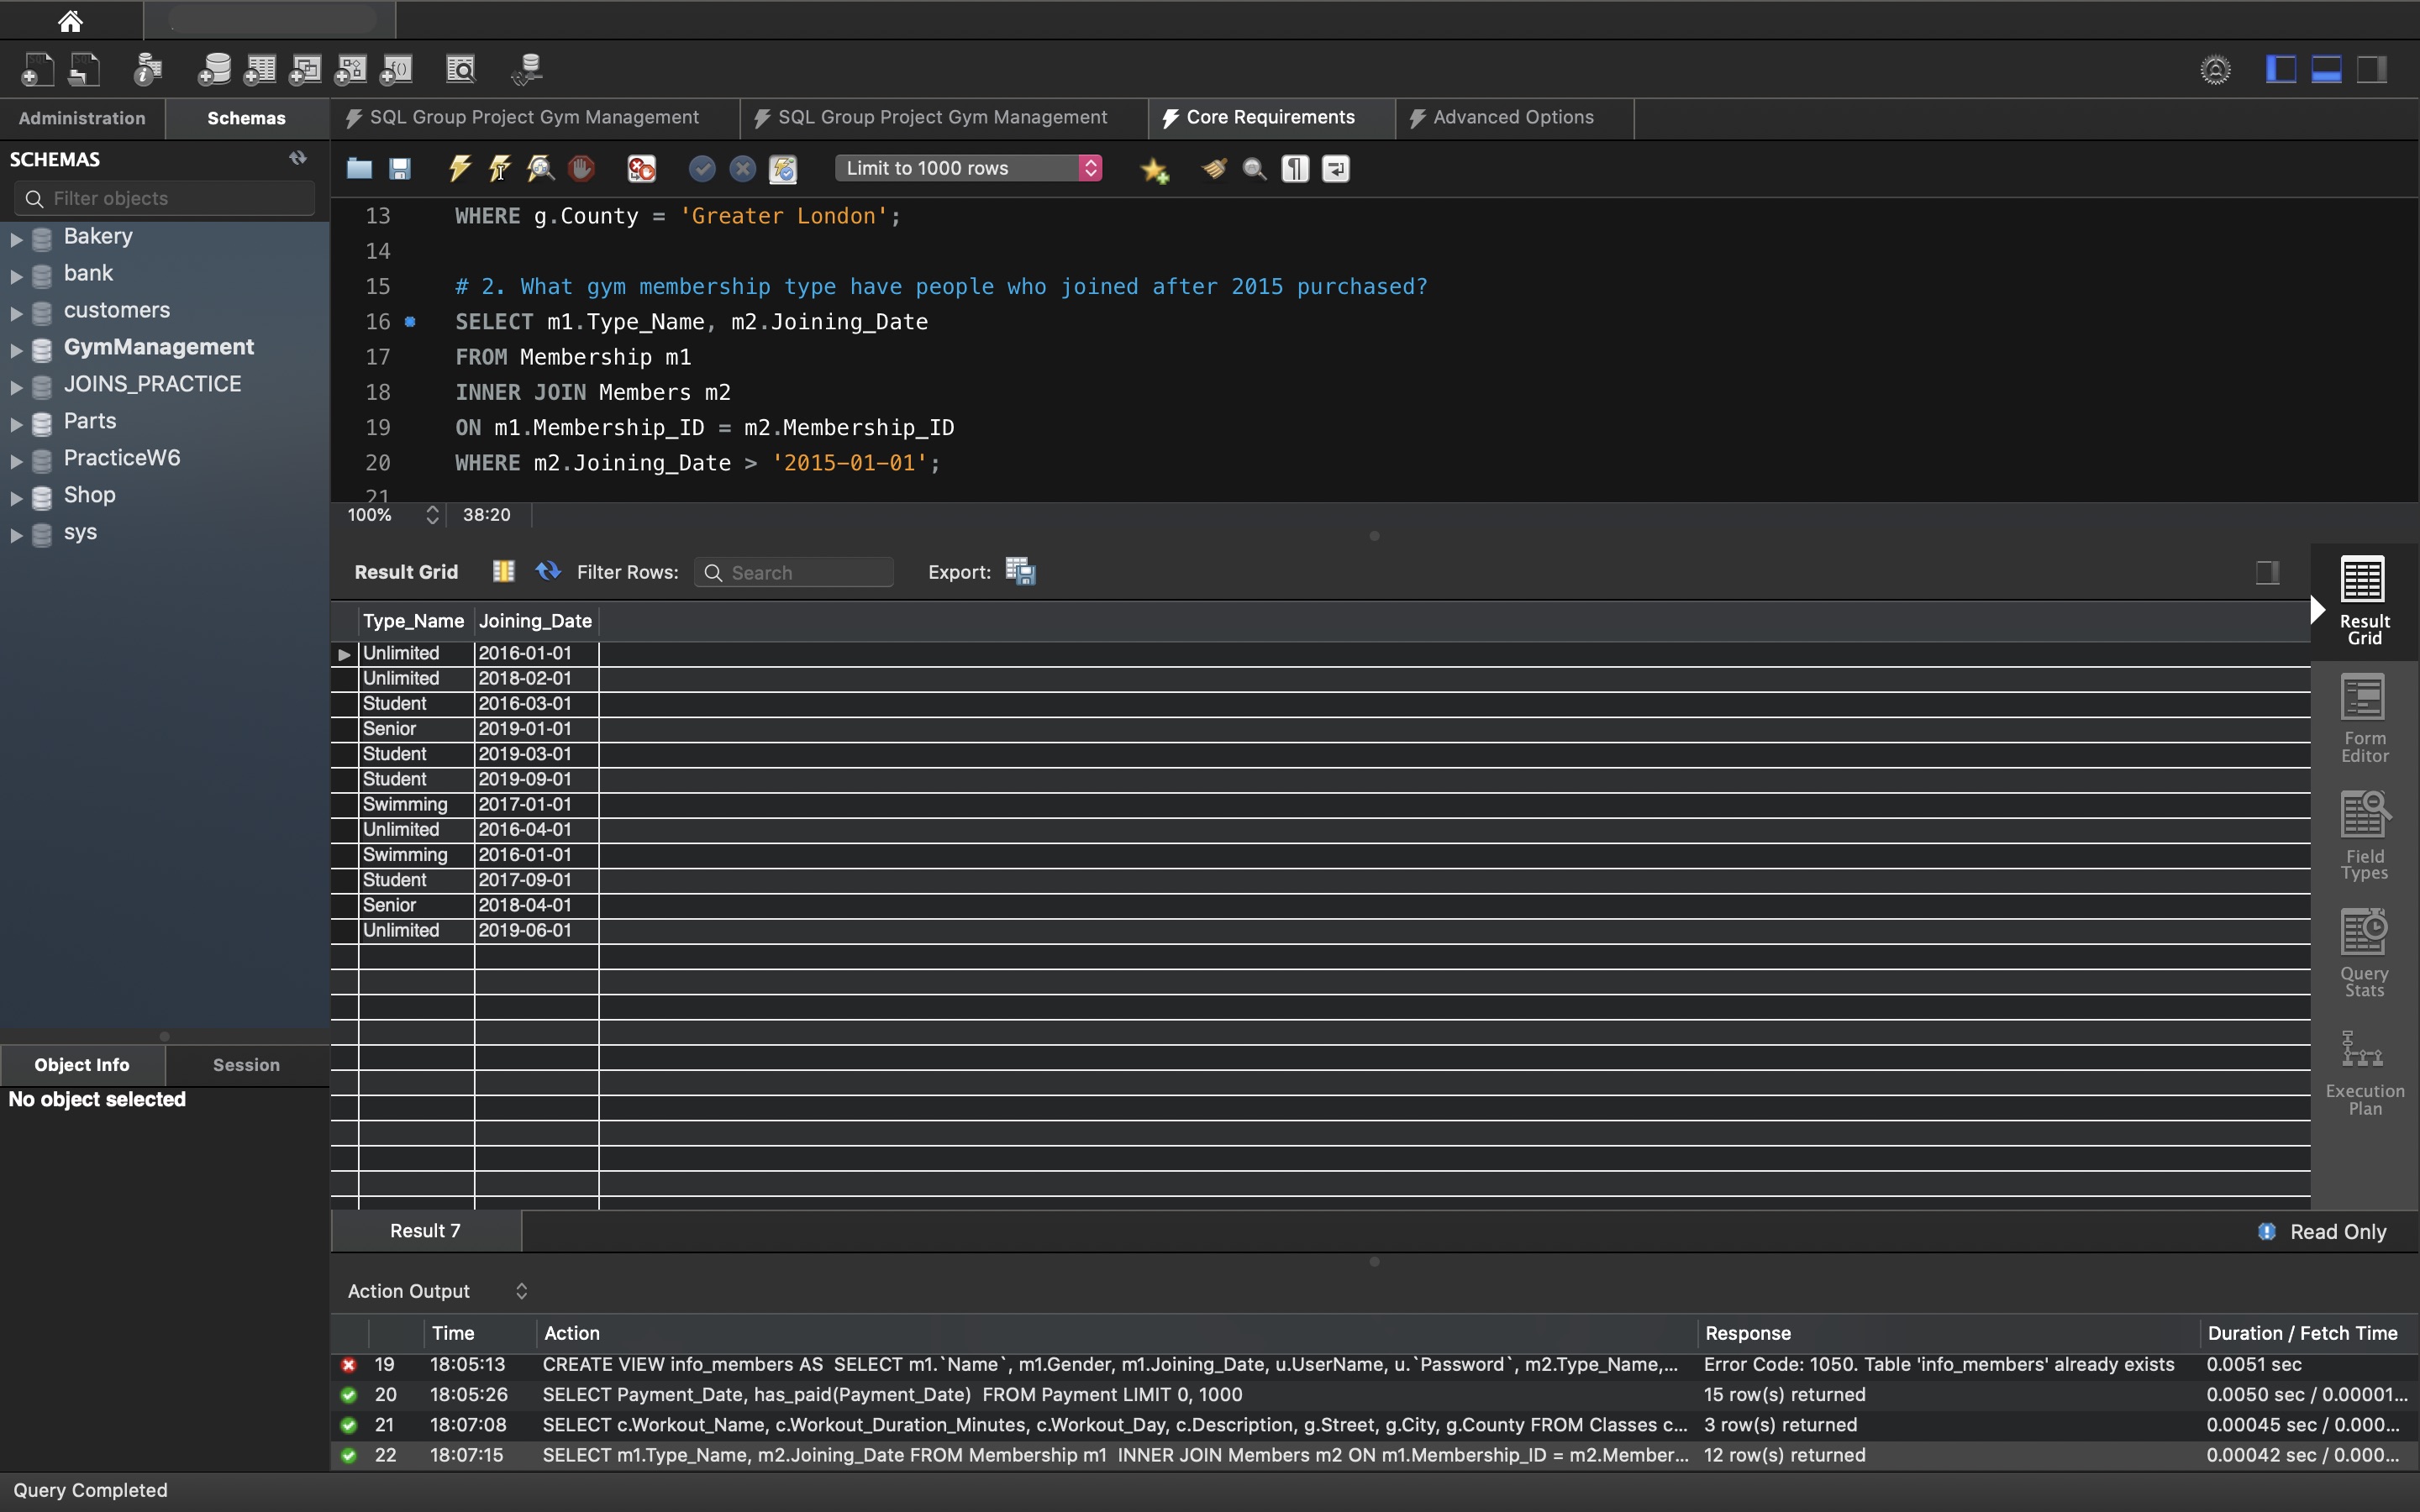 Administration
Schemas
SQL Group Project Gym Management
SQL Group Project Gym Management
Core Requirements
Advanced Options
SCHEMAS
Filter objects
Bakery
bank
customers
GymManagement
JOINS_PRACTICE
Parts
PracticeW6
Shop
sys
Object Info
Session
No object selected
Limit to 1000 rows
13 WHERE g.County = 'Greater London';
14
15 # 2. What gym membership type have people who joined after 2015 purchased?
16 SELECT m1.Type_Name, m2.Joining_Date
17 FROM Membership m1
18 INNER JOIN Members m2
19 ON m1.Membership_ID = m2.Membership_ID
20 WHERE m2.Joining_Date > '2015-01-01';
21
100% 38:20
Result Grid Filter Rows: Search Export:
Type_Name Joining_Date
Unlimited 2016-01-01
Unlimited 2018-02-01
Student 2016-03-01
Senior 2019-01-01
Student 2019-03-01
Student 2019-09-01
Swimming 2017-01-01
Unlimited 2016-04-01
Swimming 2016-01-01
Student 2017-09-01
Senior 2018-04-01
Unlimited 2019-06-01
Result
Grid
Form
Editor
Field
Types
Query
Stats
Execution
Plan
Result 7
Read Only
Action Output
Time Action Response Duration / Fetch Time
19 18:05:13 CREATE VIEW info_members AS SELECT m1.`Name`, m1.Gender, m1.Joining_Date, u.UserName, u.`Password`, m2.Type_Name,... Error Code: 1050. Table 'info_members' already exists 0.0051 sec
20 18:05:26 SELECT Payment_Date, has_paid(Payment_Date) FROM Payment LIMIT 0, 1000 15 row(s) returned 0.0050 sec / 0.00001...
21 18:07:08 SELECT c.Workout_Name, c.Workout_Duration_Minutes, c.Workout_Day, c.Description, g.Street, g.City, g.County FROM Classes c... 3 row(s) returned 0.00045 sec / 0.000...
22 18:07:15 SELECT m1.Type_Name, m2.Joining_Date FROM Membership m1 INNER JOIN Members m2 ON m1.Membership_ID = m2.Member... 12 row(s) returned 0.00042 sec / 0.000...
Query Completed